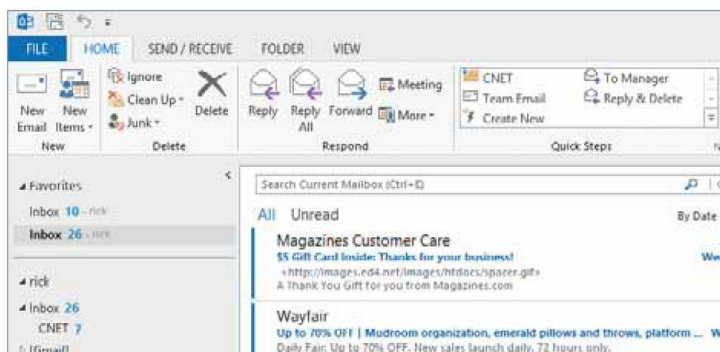 FILE HOME SEND / RECEIVE FOLDER VIEW
Ignore
Clean Up
Junk
New Email
New Items
Delete
Reply
Reply All
Forward
Meeting
More
CNET
Team Email
Create New
To Manager
Reply & Delete
New Delete Respond Quick Steps
Favorites
Inbox 10 - rick
Inbox 26 - rick
rick
Inbox 26
CNET 7
[Gmail]
Search Current Mailbox (Ctrl+E)
All Unread By Date
Magazines Customer Care
$5 Gift Card Inside: Thanks for your business! We
<http://images.ed4.net/images/htdocs/spacer.gif>
A Thank You Gift for you from Magazines.com
Wayfair
Up to 70% OFF | Mudroom organization, emerald pillows and throws, platform ... W
Daily Fair: Up to 70% OFF. New sales launch daily. 72 hours only.